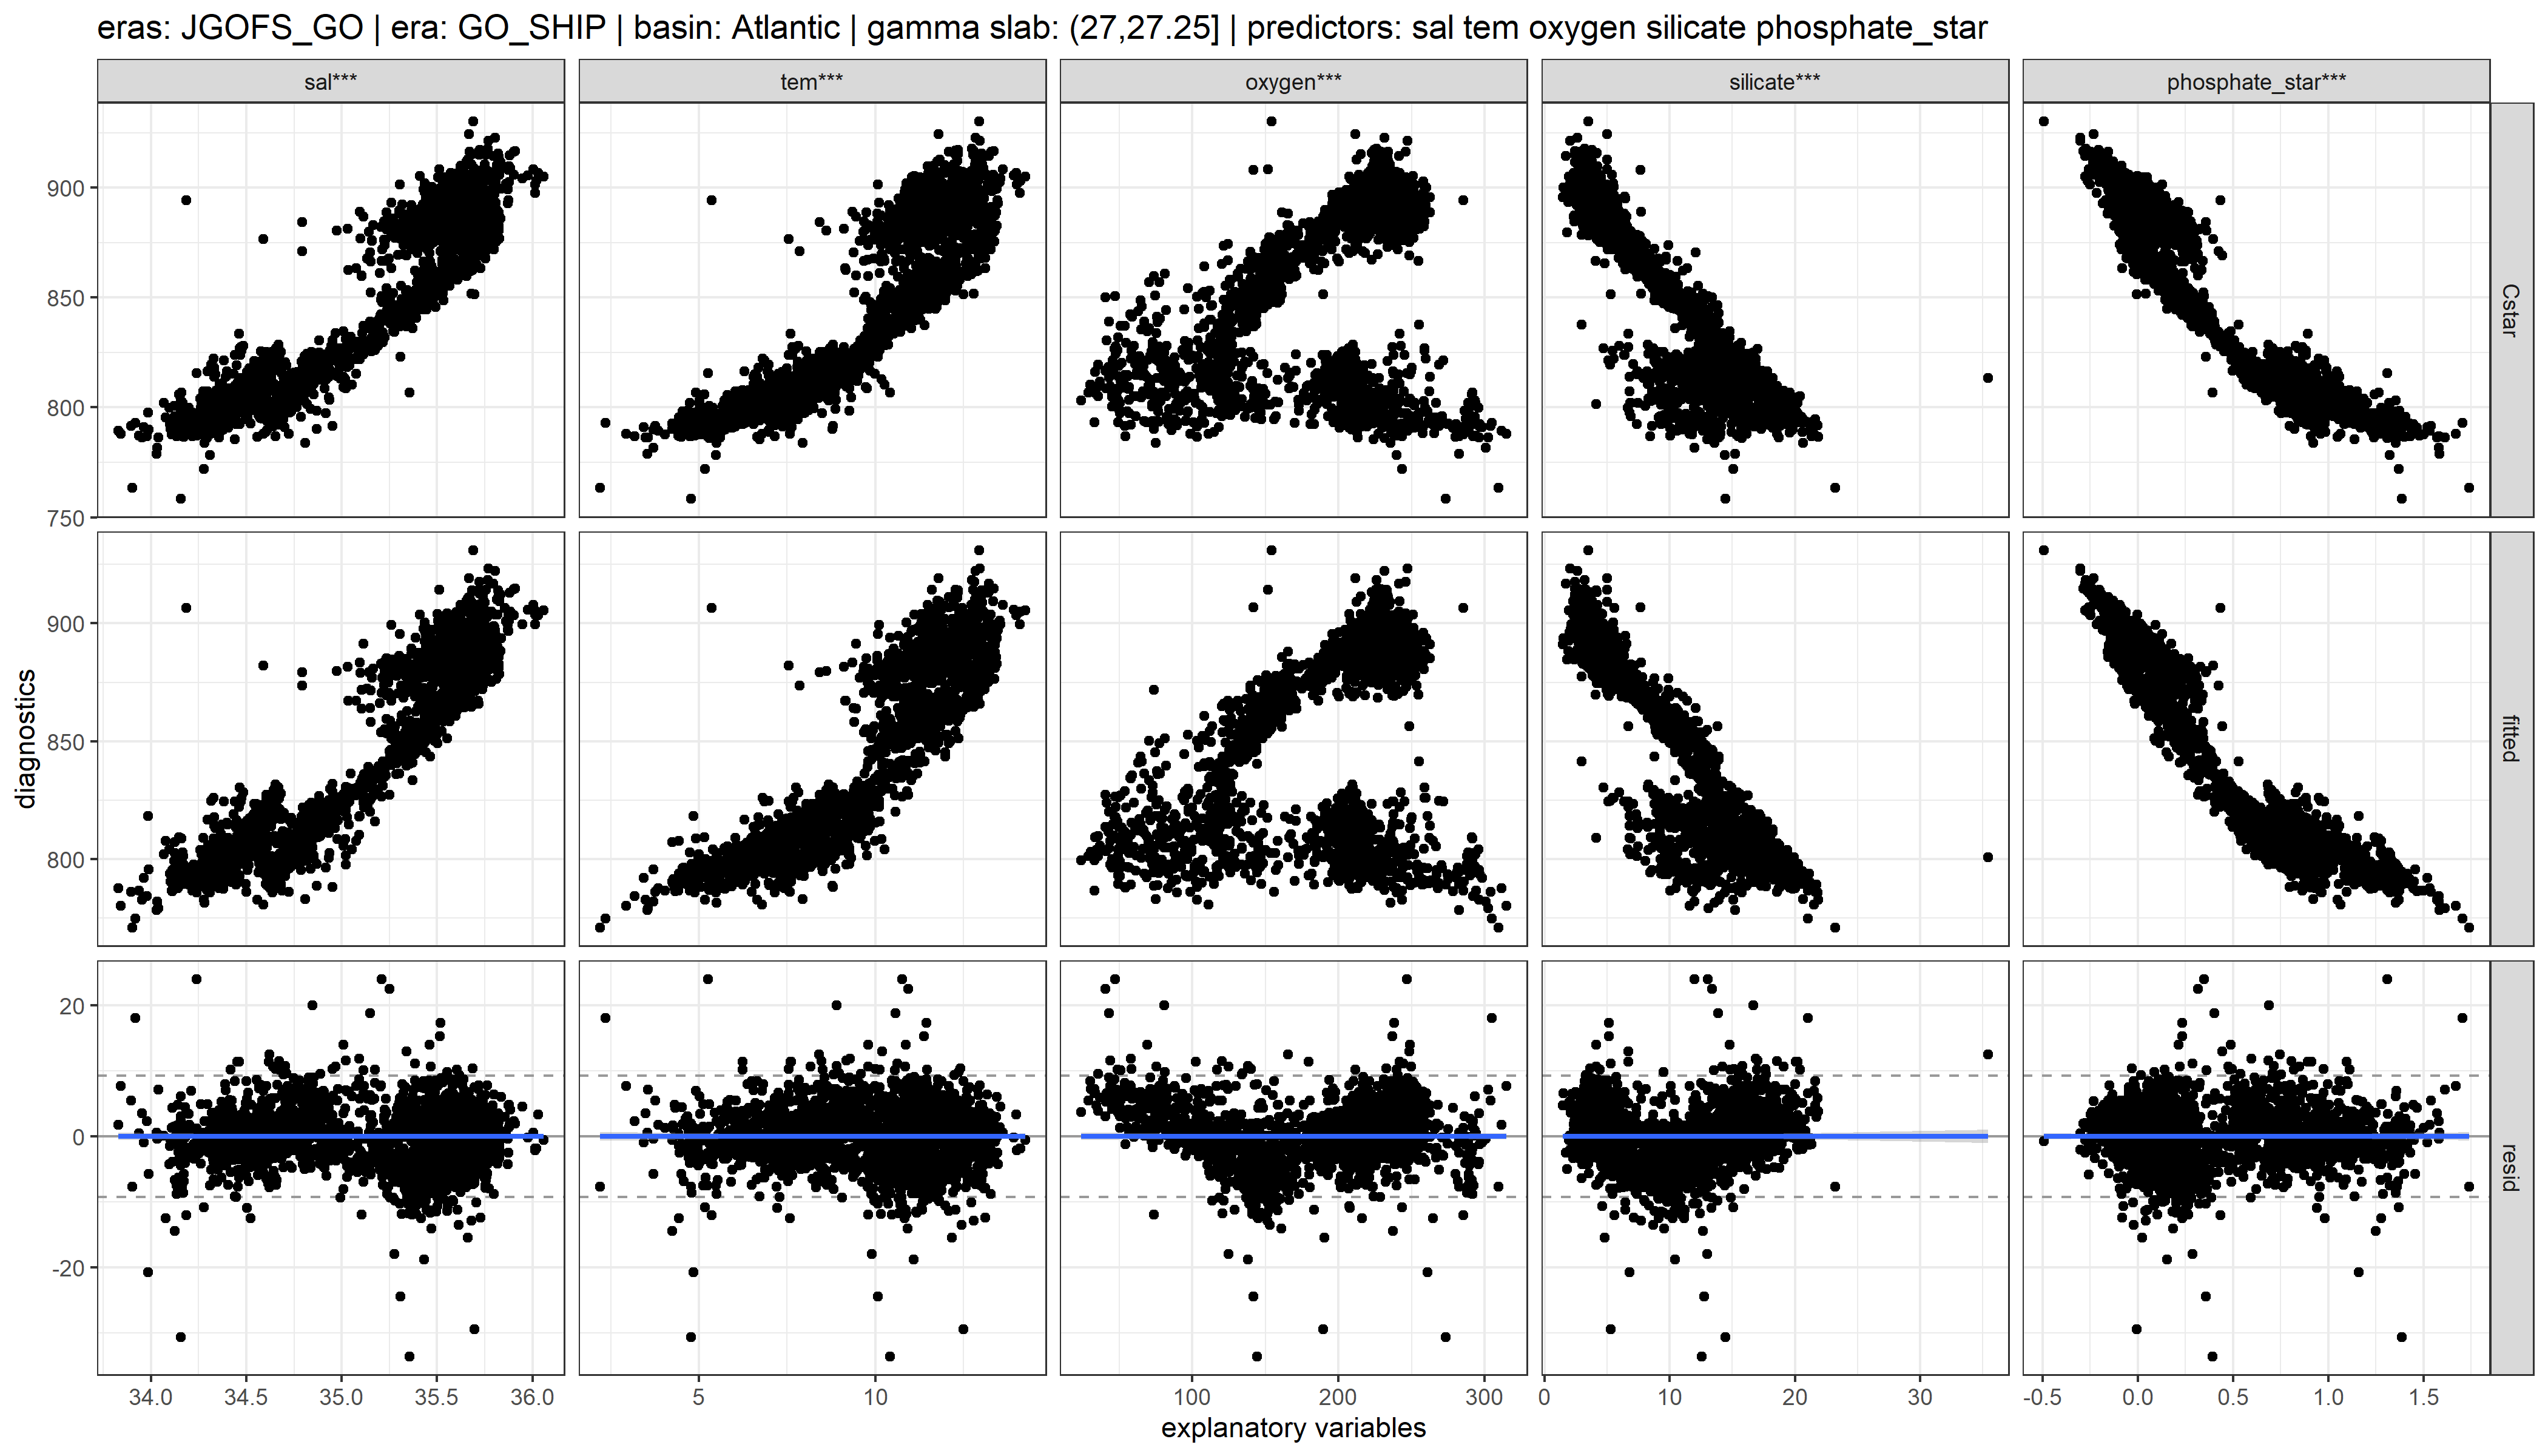 eras: JGOFS_GO | era: GO_SHIP | basin: Atlantic | gamma slab: (27,27.25] | predictors: sal tem oxygen silicate phosphate_star
sal*** tem*** oxygen*** silicate*** phosphate_star***
900
850
800
750
Cstar
900
850
800
fitted
diagnostics
20
0
-20
resid
34.0 34.5 35.0 35.5 36.0 5 10 100 200 300 0 10 20 30 -0.5 0.0 0.5 1.0 1.5
explanatory variables